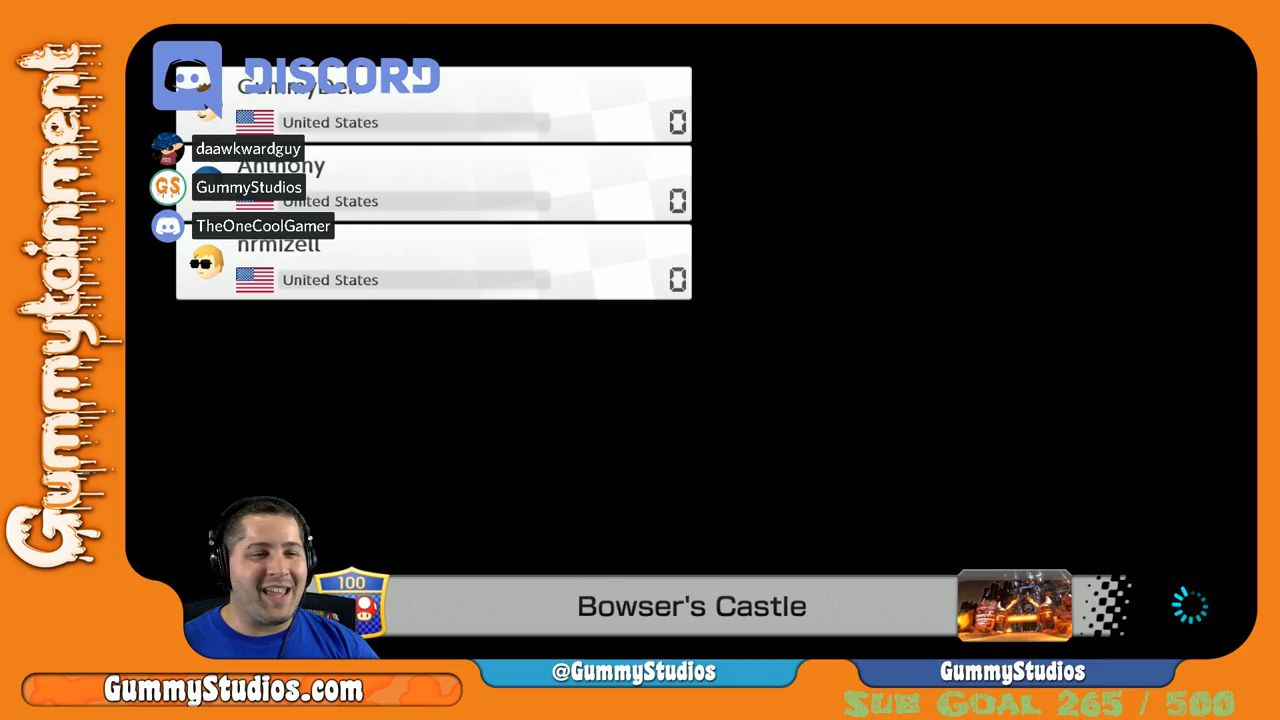 Gummytainment
DISCORD
United States
0
daawkwardguy
Anthony
GummyStudios
United States
0
TheOneCoolGamer
nrmizell
United States
0
100
Bowser's Castle
@GummyStudios
GummyStudios
GummyStudios.com
Sub Goal 265 / 500